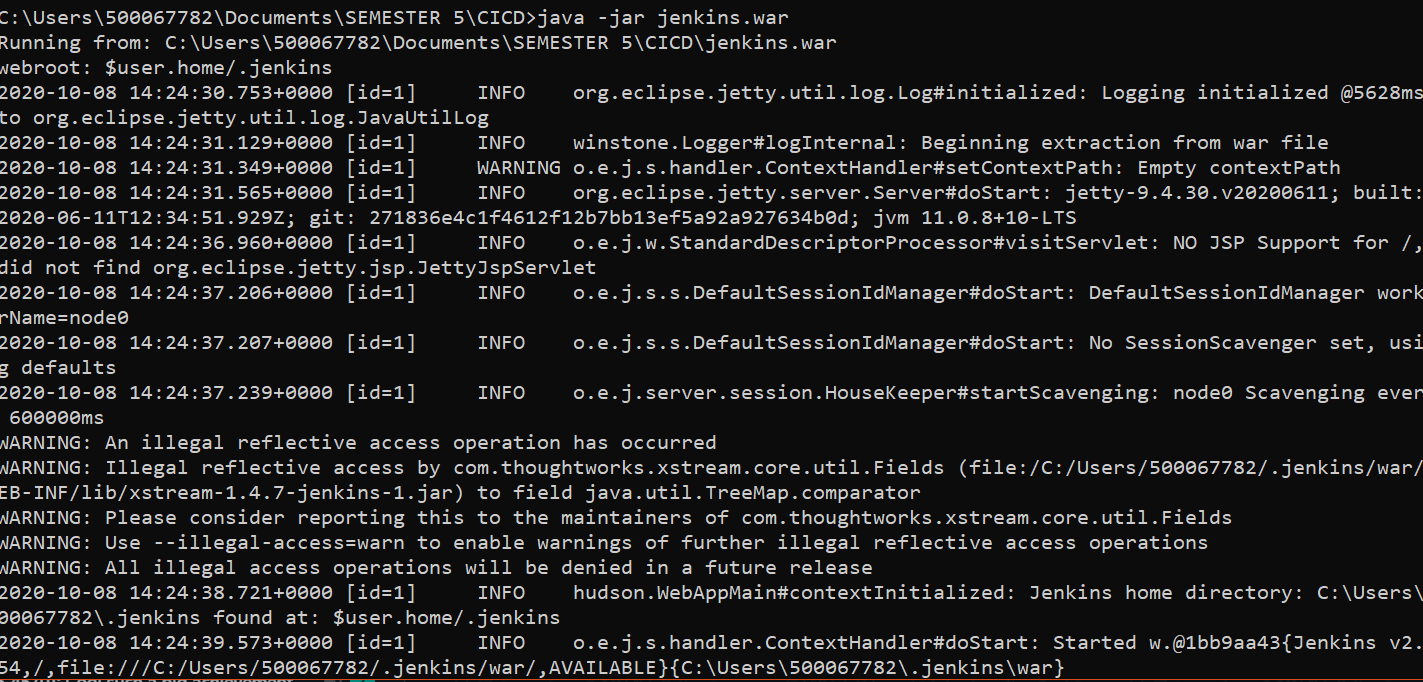 C:\Users\500067782\Documents\SEMESTER 5\CICD>java -jar jenkins.war
Running from: C:\Users\500067782\Documents\SEMESTER 5\CICD\jenkins.war
webroot: $user.home/.jenkins
2020-10-08 14:24:30.753+0000 [id=1]     INFO    org.eclipse.jetty.util.log.Log#initialized: Logging initialized @5628ms
to org.eclipse.jetty.util.log.JavaUtilLog
2020-10-08 14:24:31.129+0000 [id=1]     INFO    winstone.Logger#logInternal: Beginning extraction from war file
2020-10-08 14:24:31.349+0000 [id=1]     WARNING o.e.j.s.handler.ContextHandler#setContextPath: Empty contextPath
2020-10-08 14:24:31.565+0000 [id=1]     INFO    org.eclipse.jetty.server.Server#doStart: jetty-9.4.30.v20200611; built:
2020-06-11T12:34:51.929Z; git: 271836e4c1f4612f12b7bb13ef5a92a927634b0d; jvm 11.0.8+10-LTS
2020-10-08 14:24:36.960+0000 [id=1]     INFO    o.e.j.w.StandardDescriptorProcessor#visitServlet: NO JSP Support for /,
did not find org.eclipse.jetty.jsp.JettyJspServlet
2020-10-08 14:24:37.206+0000 [id=1]     INFO    o.e.j.s.s.DefaultSessionIdManager#doStart: DefaultSessionIdManager work
rName=node0
2020-10-08 14:24:37.207+0000 [id=1]     INFO    o.e.j.s.s.DefaultSessionIdManager#doStart: No SessionScavenger set, usi
g defaults
2020-10-08 14:24:37.239+0000 [id=1]     INFO    o.e.j.server.session.HouseKeeper#startScavenging: node0 Scavenging ever
600000ms
WARNING: An illegal reflective access operation has occurred
WARNING: Illegal reflective access by com.thoughtworks.xstream.core.util.Fields (file:/C:/Users/500067782/.jenkins/war/
EB-INF/lib/xstream-1.4.7-jenkins-1.jar) to field java.util.TreeMap.comparator
WARNING: Please consider reporting this to the maintainers of com.thoughtworks.xstream.core.util.Fields
WARNING: Use --illegal-access=warn to enable warnings of further illegal reflective access operations
WARNING: All illegal access operations will be denied in a future release
2020-10-08 14:24:38.721+0000 [id=1]     INFO    hudson.WebAppMain#contextInitialized: Jenkins home directory: C:\Users\
00067782\.jenkins found at: $user.home/.jenkins
2020-10-08 14:24:39.573+0000 [id=1]     INFO    o.e.j.s.handler.ContextHandler#doStart: Started w.@1bb9aa43{Jenkins v2.
54,/,file:///C:/Users/500067782/.jenkins/war/,AVAILABLE}{C:\Users\500067782\.jenkins\war}